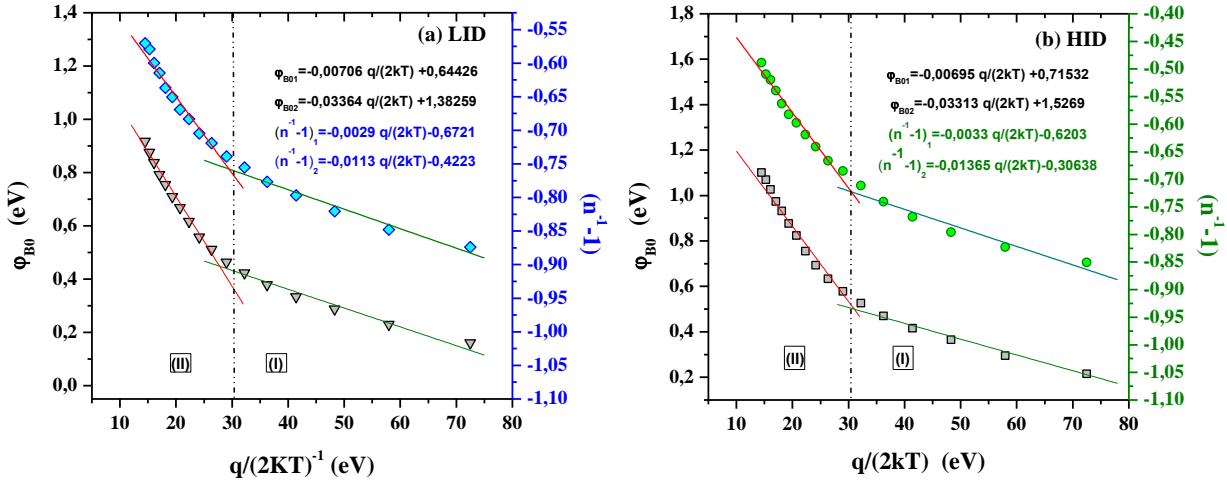 (a) LID
φB01=-0,00706 q/(2kT) +0,64426
φB02=-0,03364 q/(2kT) +1,38259
(n⁻¹-1)₁=-0.0029 q/(2kT)-0.6721
(n⁻¹-1)₂=-0.0113 q/(2kT)-0.4223
1,4
1,2
1,0
0,8
0,6
0,4
0,2
0,0
φB0 (eV)
-0,55
-0,60
-0,65
-0,70
-0,75
-0,80
-0,85
-0,90
-0,95
-1,00
-1,05
-1,10
(n⁻¹-1)
(II)
(I)
10 20 30 40 50 60 70 80
q/(2KT)⁻¹ (eV)
(b) HID
φB01=-0,00695 q/(2kT) +0,71532
φB02=-0,03313 q/(2kT) +1,5269
(n⁻¹-1)₁=-0.0033 q/(2kT)-0.6203
(n⁻¹-1)₂=-0.01365 q/(2kT)-0.30638
1,8
1,6
1,4
1,2
1,0
0,8
0,6
0,4
0,2
φB0 (eV)
-0,40
-0,45
-0,50
-0,55
-0,60
-0,65
-0,70
-0,75
-0,80
-0,85
-0,90
-0,95
-1,00
-1,05
-1,10
(n⁻¹-1)
(II)
(I)
10 20 30 40 50 60 70 80
q/(2kT) (eV)